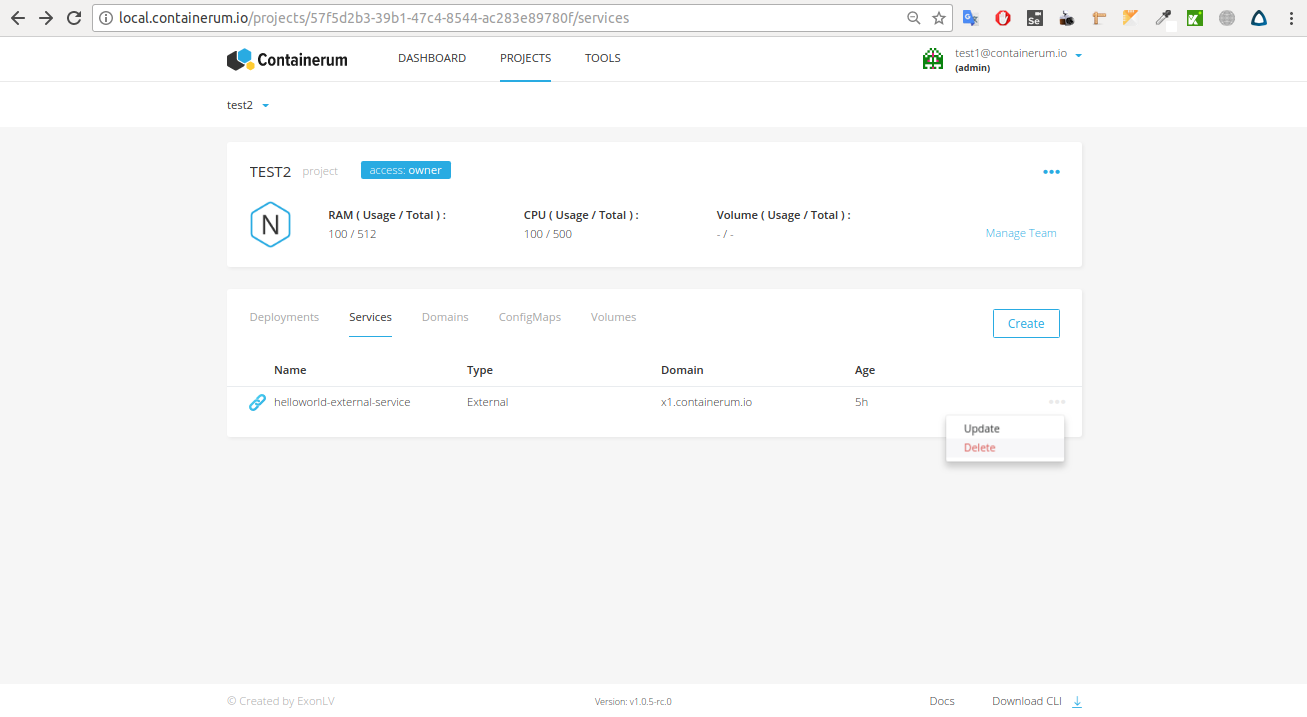 local.containerum.io/projects/57f5d2b3-39b1-47c4-8544-ac283e89780f/services
Se
K
Containerum
DASHBOARD
PROJECTS
TOOLS
test1@containerum.io
(admin)
test2
TEST2 project access: owner
N
RAM ( Usage / Total ) : CPU ( Usage / Total ) : Volume ( Usage / Total ) :
100 / 512 100 / 500 - / -
Manage Team
Deployments Services Domains ConfigMaps Volumes
Create
Name Type Domain Age
helloworld-external-service External x1.containerum.io 5h
Update
Delete
© Created by ExonLV Version: v1.0.5-rc.0 Docs Download CLI